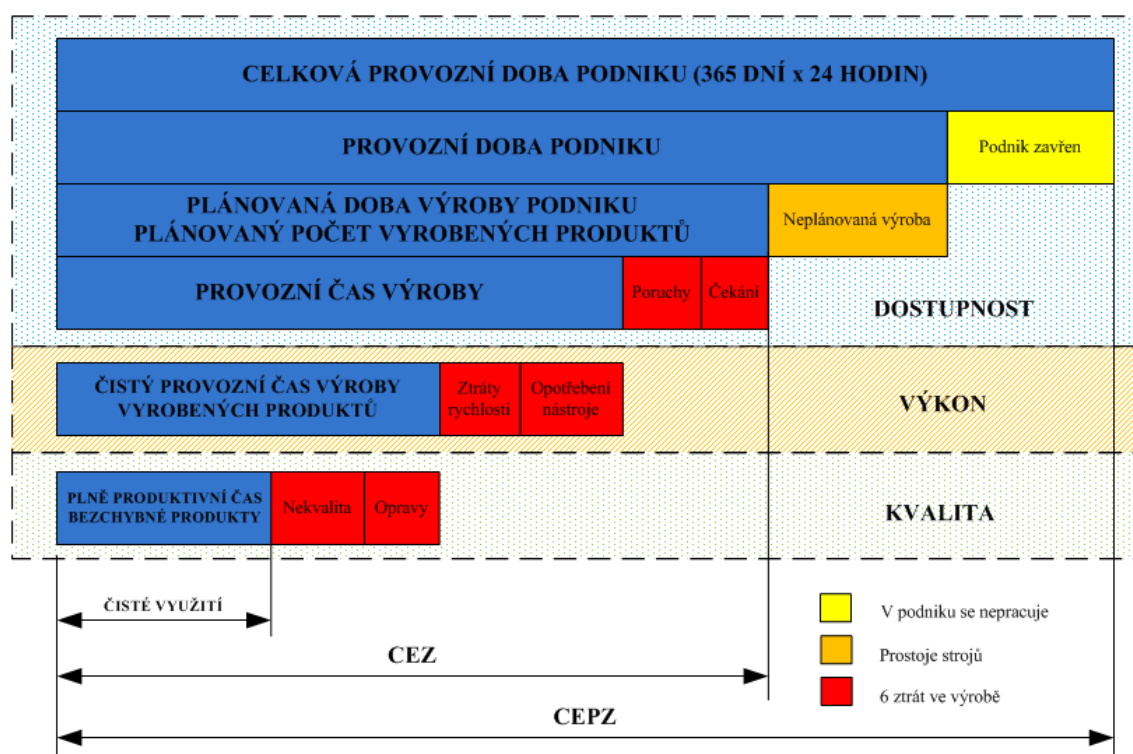 CELKOVÁ PROVOZNÍ DOBA PODNIKU (365 DNÍ x 24 HODIN)
PROVOZNÍ DOBA PODNIKU
Podnik zavřen
PLÁNOVANÁ DOBA VÝROBY PODNIKU
PLÁNOVANÝ POČET VYROBENÝCH PRODUKTŮ
Neplánovaná výroba
PROVOZNÍ ČAS VÝROBY
Poruchy
Čekání
DOSTUPNOST
ČISTÝ PROVOZNÍ ČAS VÝROBY
VYROBENÝCH PRODUKTŮ
Ztráty
rychlosti
Opotřebení
nástroje
VÝKON
PLNĚ PRODUKTIVNÍ ČAS
BEZCHYBNÉ PRODUKTY
Nekvalita
Opravy
KVALITA
ČISTÉ VYUŽITÍ
CEZ
CEPZ
V podniku se nepracuje
Prostoje strojů
6 ztrát ve výrobě